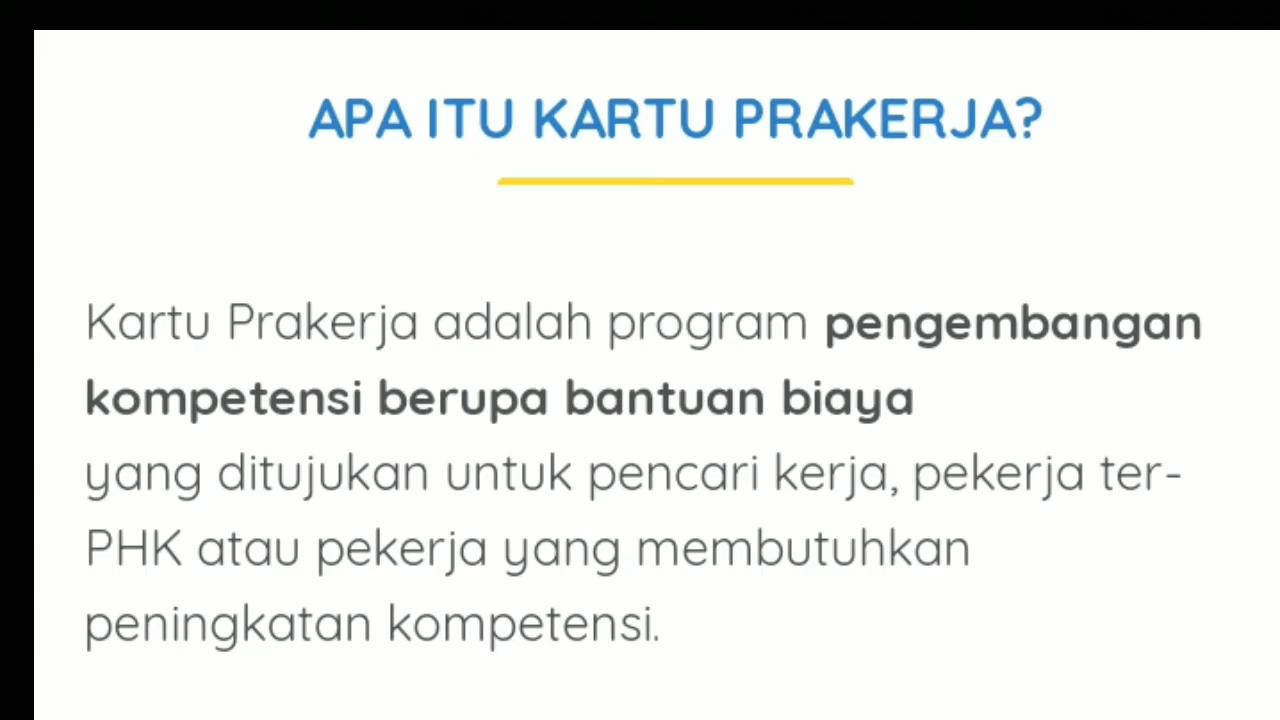 APA ITU KARTU PRAKERJA?
Kartu Prakerja adalah program pengembangan
kompetensi berupa bantuan biaya
yang ditujukan untuk pencari kerja, pekerja ter-
PHK atau pekerja yang membutuhkan
peningkatan kompetensi.